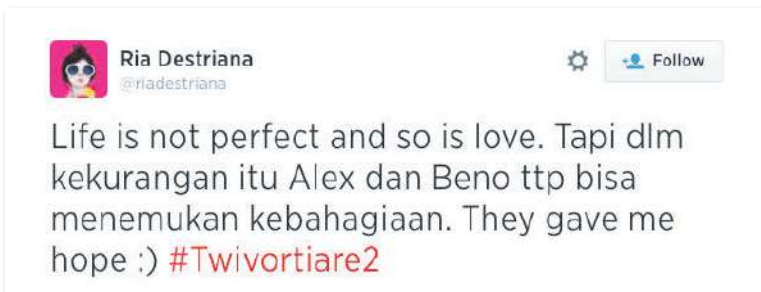 Ria Destriana
@riadestriana
Follow
Life is not perfect and so is love. Tapi dlm
kekurangan itu Alex dan Beno ttp bisa
menemukan kebahagiaan. They gave me
hope :) #Twivortiare2